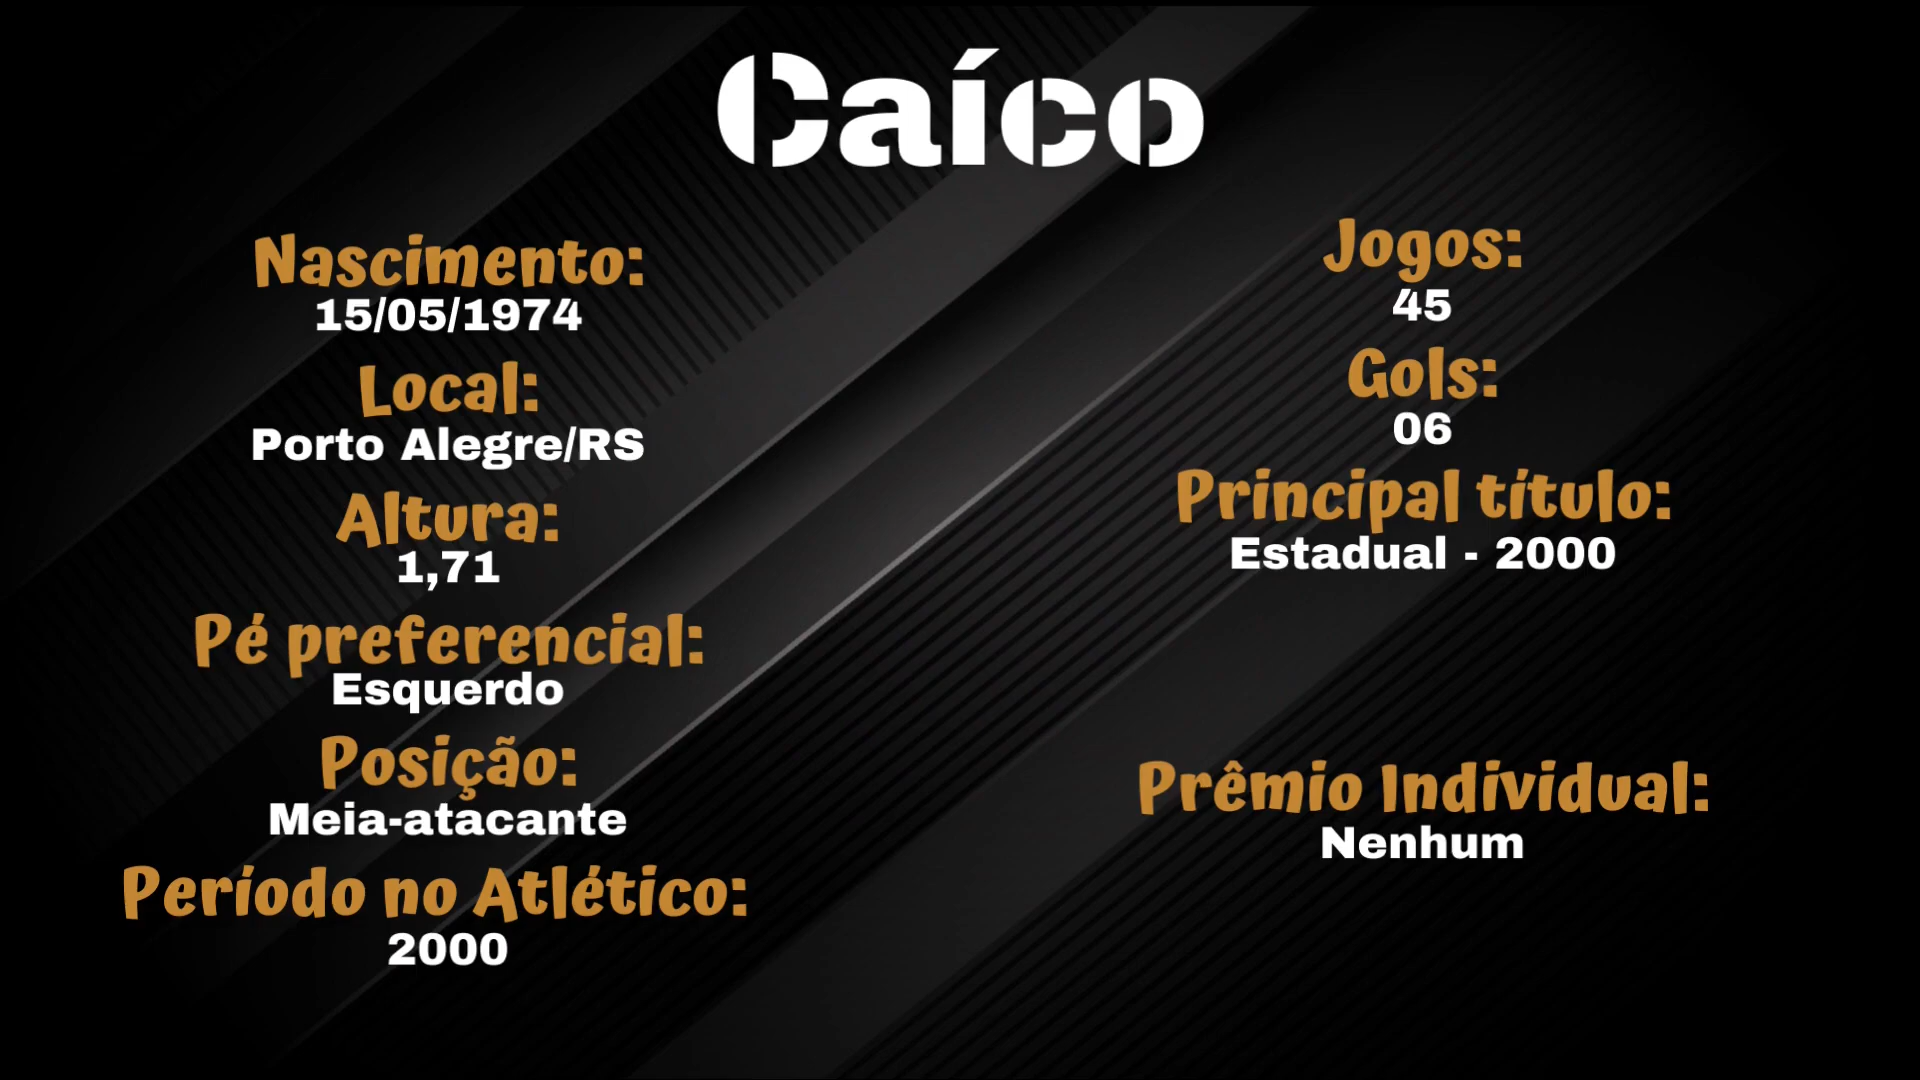 Caíco
Nascimento:
15/05/1974
Local:
Porto Alegre/RS
Altura:
1,71
Pé preferencial:
Esquerdo
Posição:
Meia-atacante
Período no Atlético:
2000
Jogos:
45
Gols:
06
Principal título:
Estadual - 2000
Prêmio Individual:
Nenhum